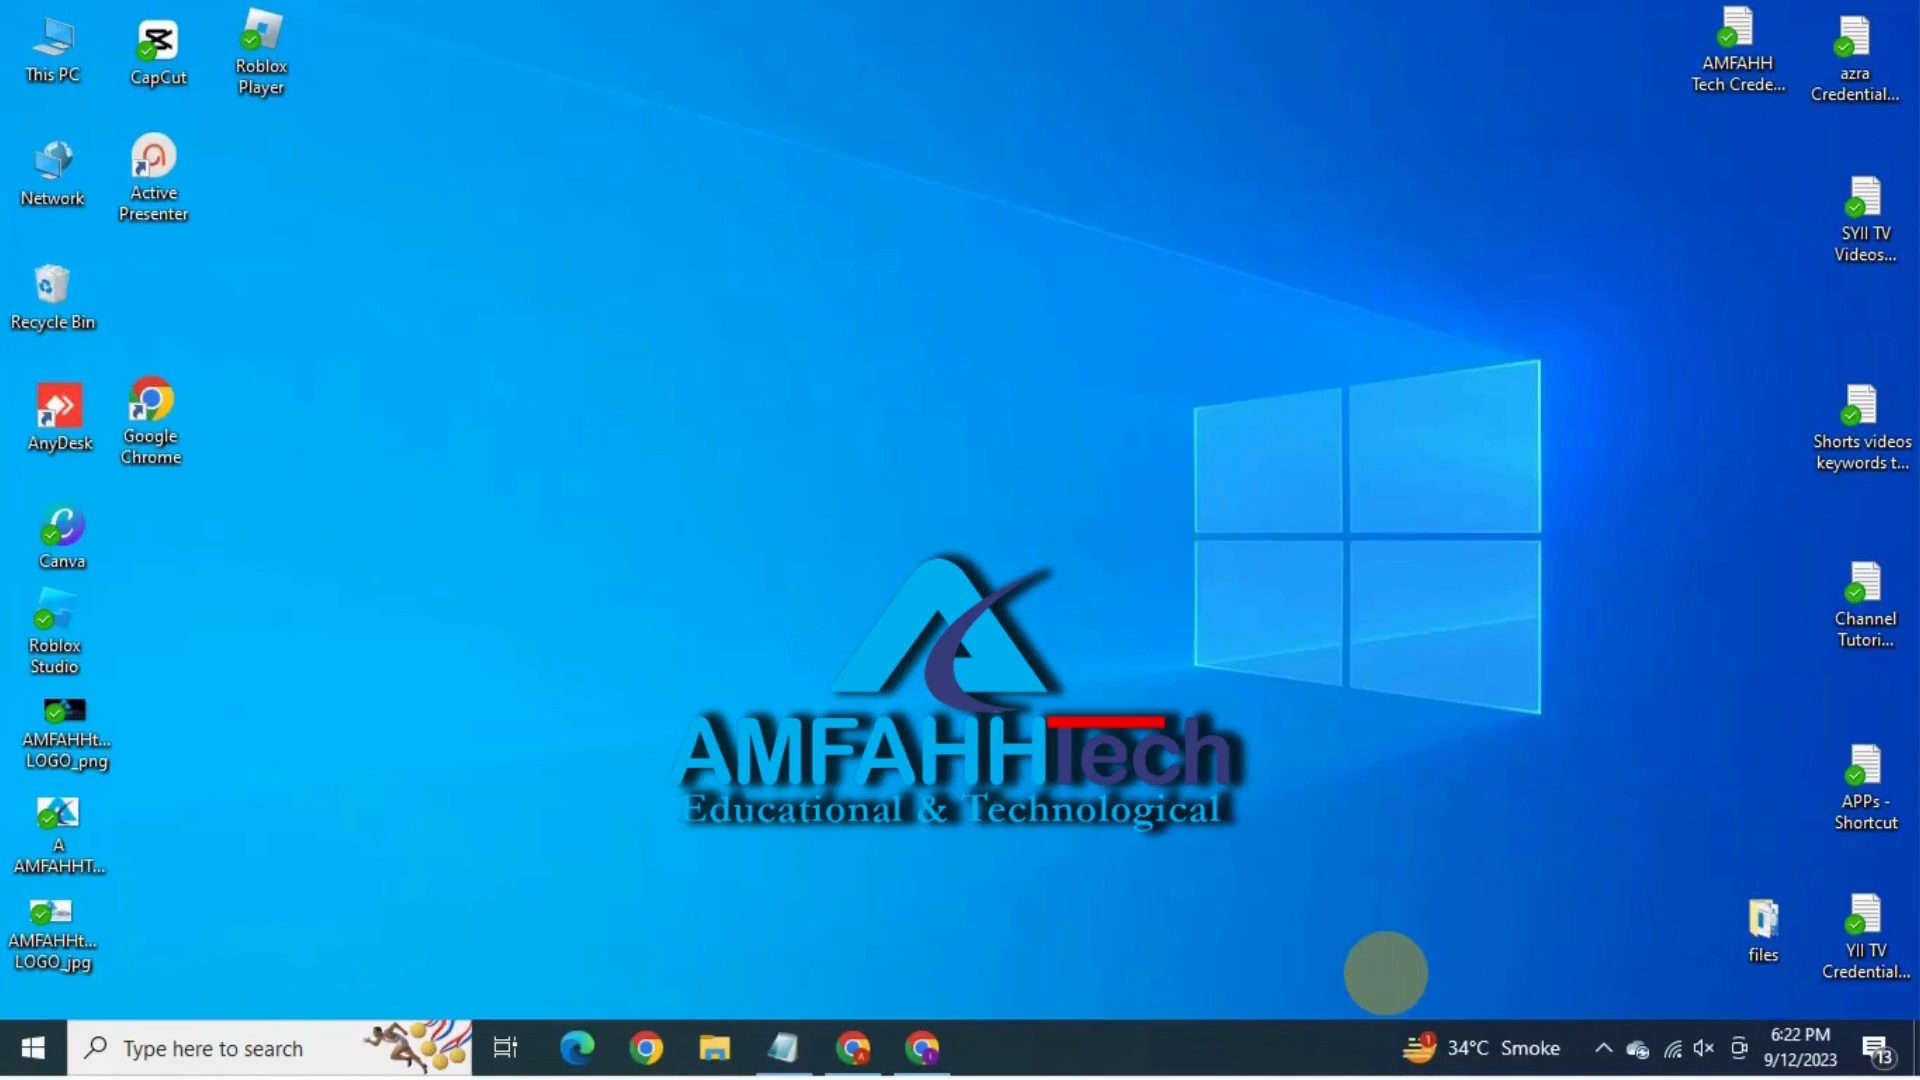 This PC
CapCut
Roblox
Player
AMFAHH
Tech Crede...
azra
Credential...
Network
Active
Presenter
SYII TV
Videos...
Recycle Bin
AnyDesk
Google
Chrome
Shorts videos
keywords t...
Canva
Roblox
Studio
Channel
Tutori...
AMFAHHt...
LOGO_png
AMFAHHTech
Educational & Technological
A
AMFAHHT...
APPs -
Shortcut
AMFAHHt...
LOGO_jpg
files
YII TV
Credential...
Type here to search
1
34°C Smoke
6:22 PM
9/12/2023
13